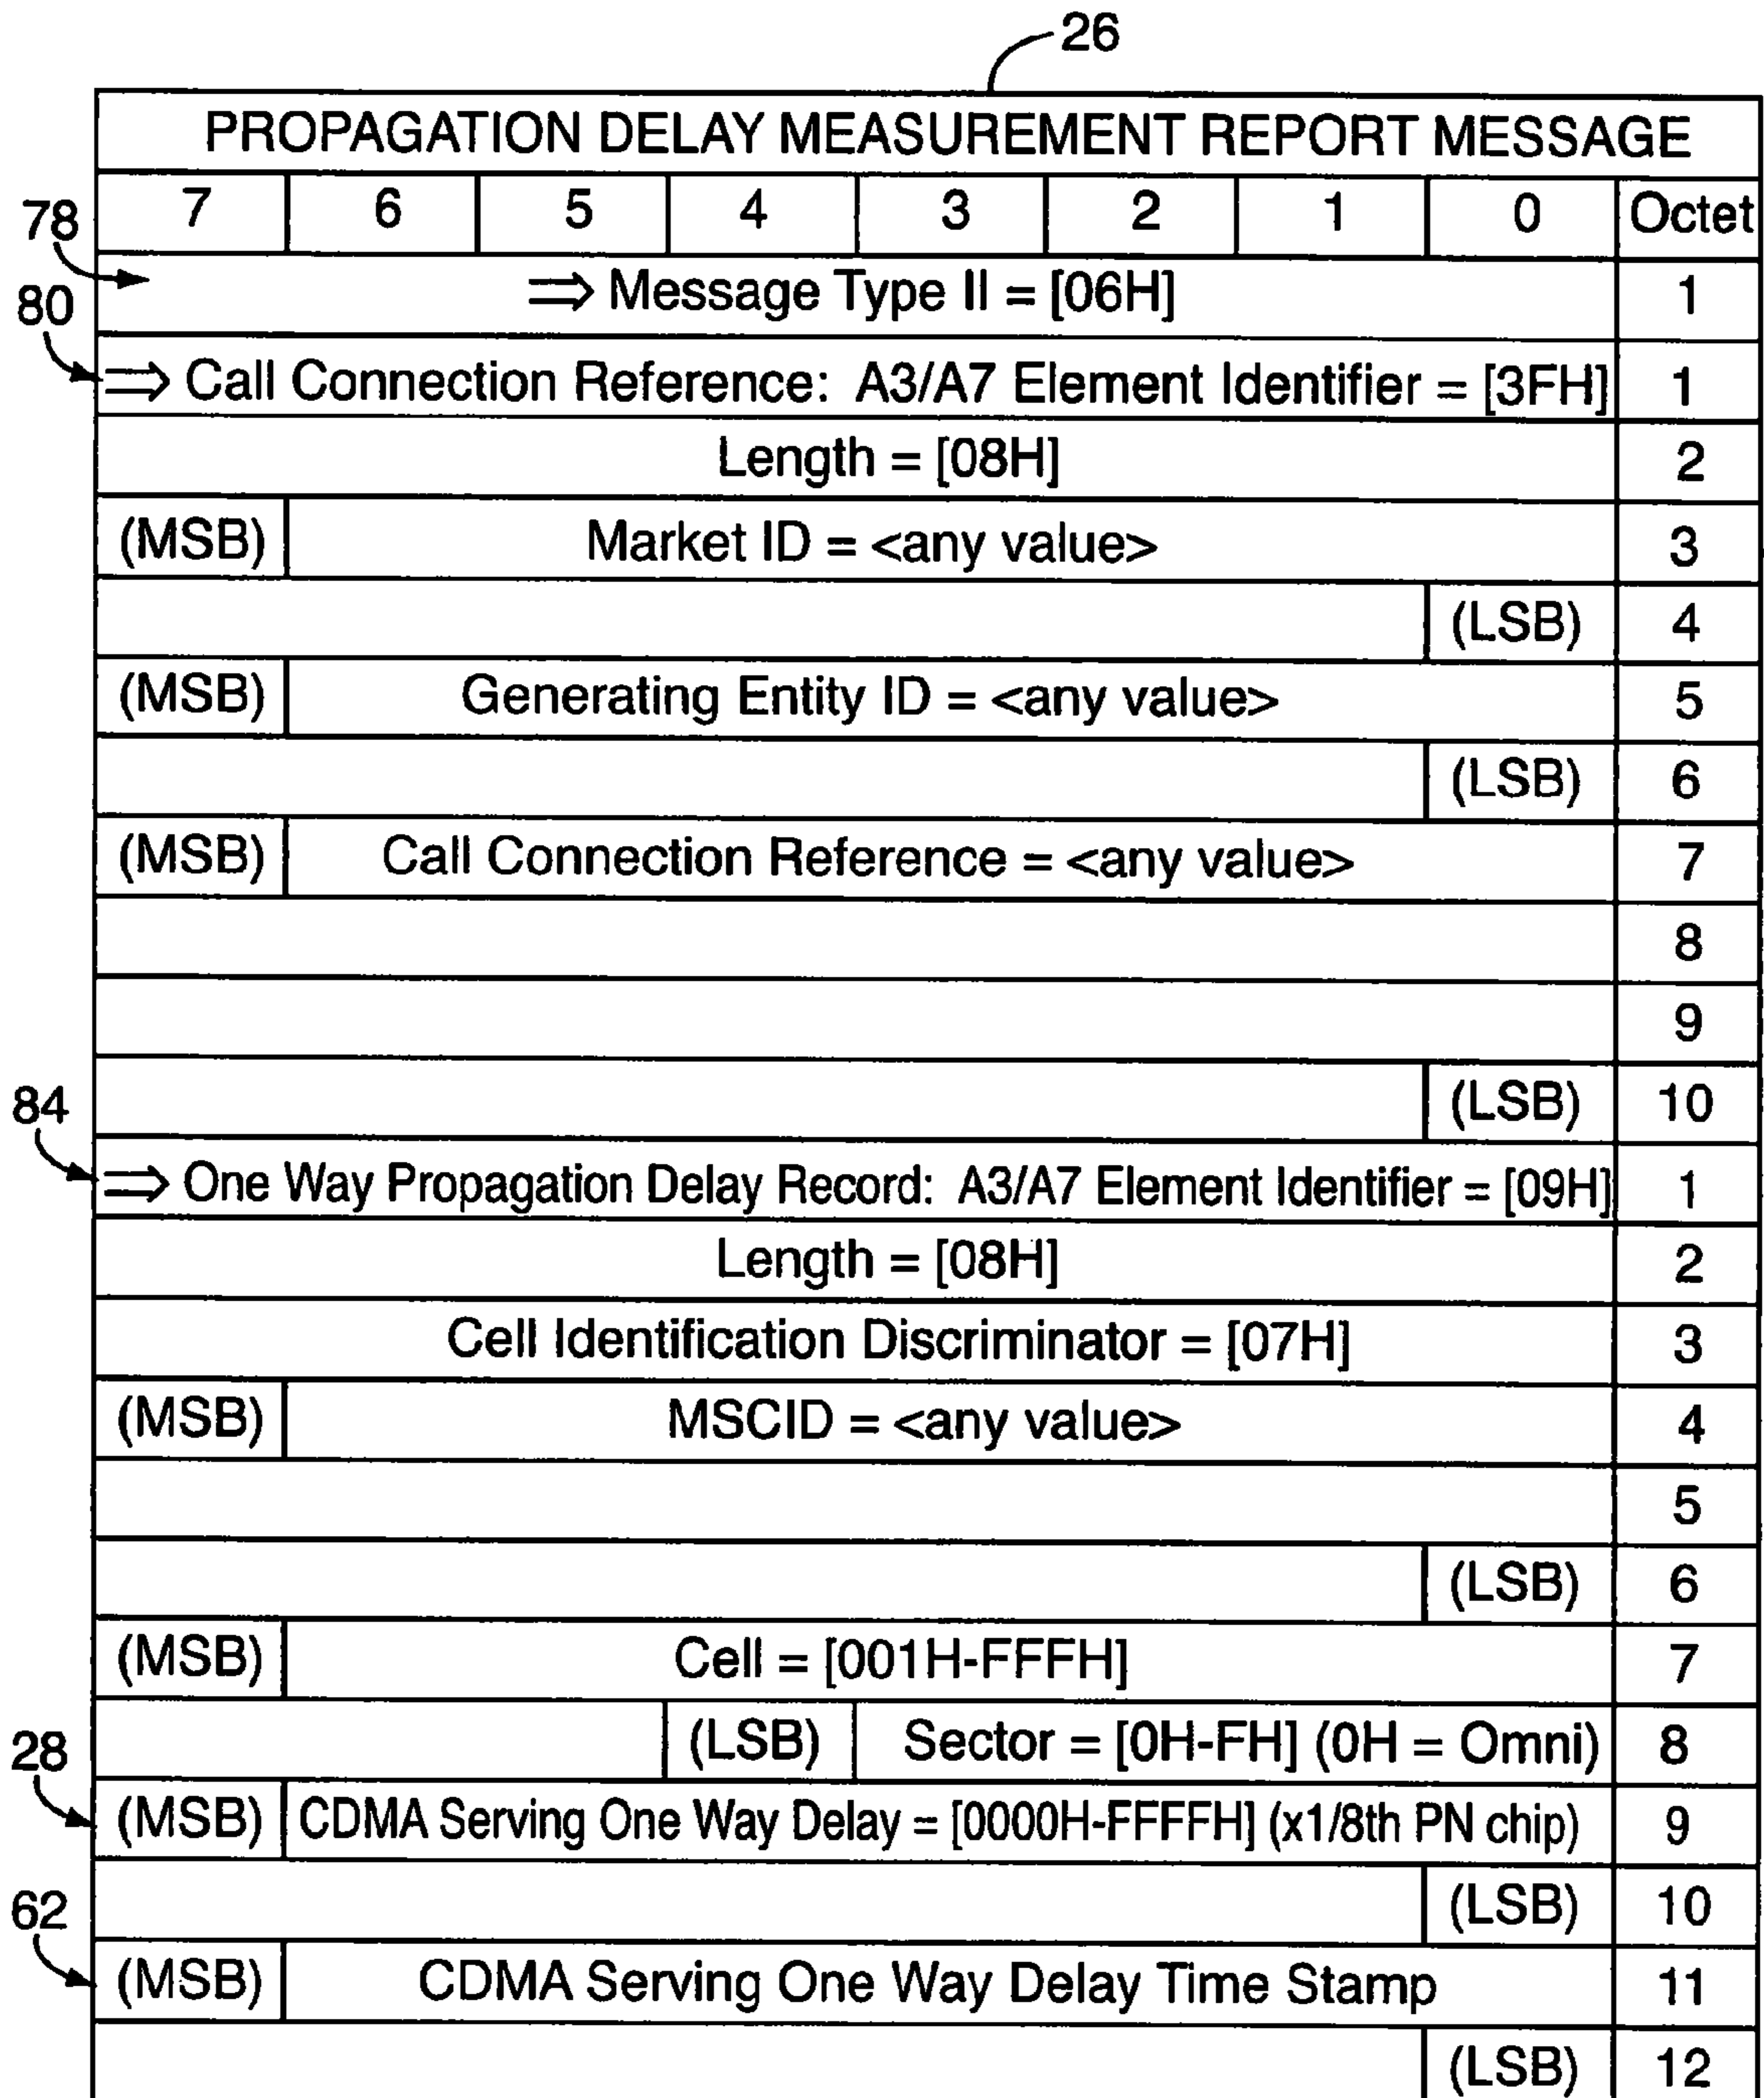 26
PROPAGATION DELAY MEASUREMENT REPORT MESSAGE
7 6 5 4 3 2 1 0 Octet
78
⇒ Message Type II = [06H] 1
80
⇒ Call Connection Reference: A3/A7 Element Identifier = [3FH] 1
Length = [08H] 2
(MSB) Market ID = <any value> 3
(LSB) 4
(MSB) Generating Entity ID = <any value> 5
(LSB) 6
(MSB) Call Connection Reference = <any value> 7
8
9
(LSB) 10
84
⇒ One Way Propagation Delay Record: A3/A7 Element Identifier = [09H] 1
Length = [08H] 2
Cell Identification Discriminator = [07H] 3
(MSB) MSCID = <any value> 4
5
(LSB) 6
(MSB) Cell = [001H-FFFH] 7
(LSB) Sector = [0H-FH] (0H = Omni) 8
28
(MSB) CDMA Serving One Way Delay = [0000H-FFFFH] (x1/8th PN chip) 9
(LSB) 10
62
(MSB) CDMA Serving One Way Delay Time Stamp 11
(LSB) 12